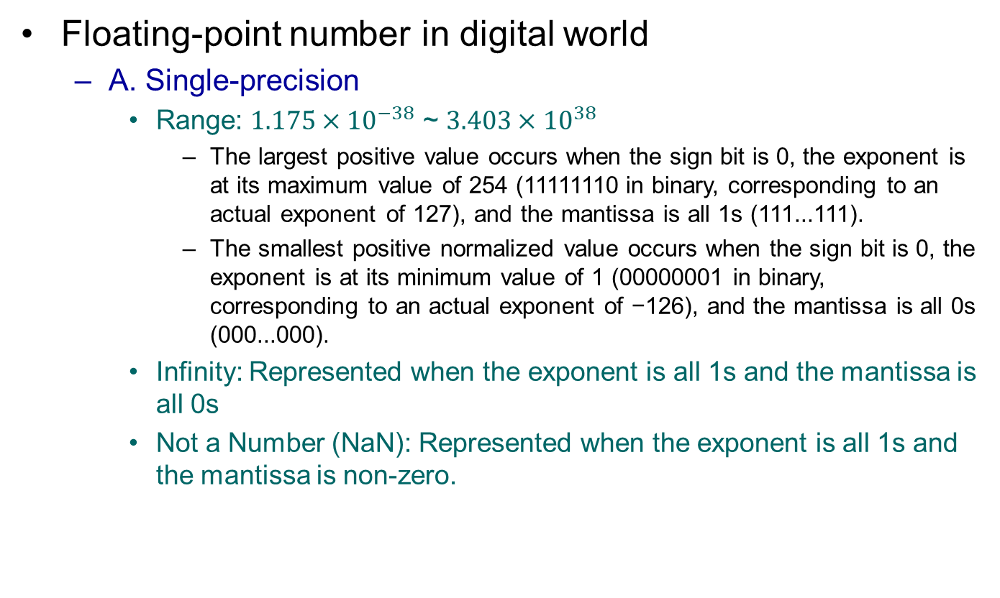 • Floating-point number in digital world
– A. Single-precision
• Range: 1.175 × 10⁻³⁸ ~ 3.403 × 10³⁸
– The largest positive value occurs when the sign bit is 0, the exponent is
at its maximum value of 254 (11111110 in binary, corresponding to an
actual exponent of 127), and the mantissa is all 1s (111...111).
– The smallest positive normalized value occurs when the sign bit is 0, the
exponent is at its minimum value of 1 (00000001 in binary,
corresponding to an actual exponent of −126), and the mantissa is all 0s
(000...000).
• Infinity: Represented when the exponent is all 1s and the mantissa is
all 0s
• Not a Number (NaN): Represented when the exponent is all 1s and
the mantissa is non-zero.